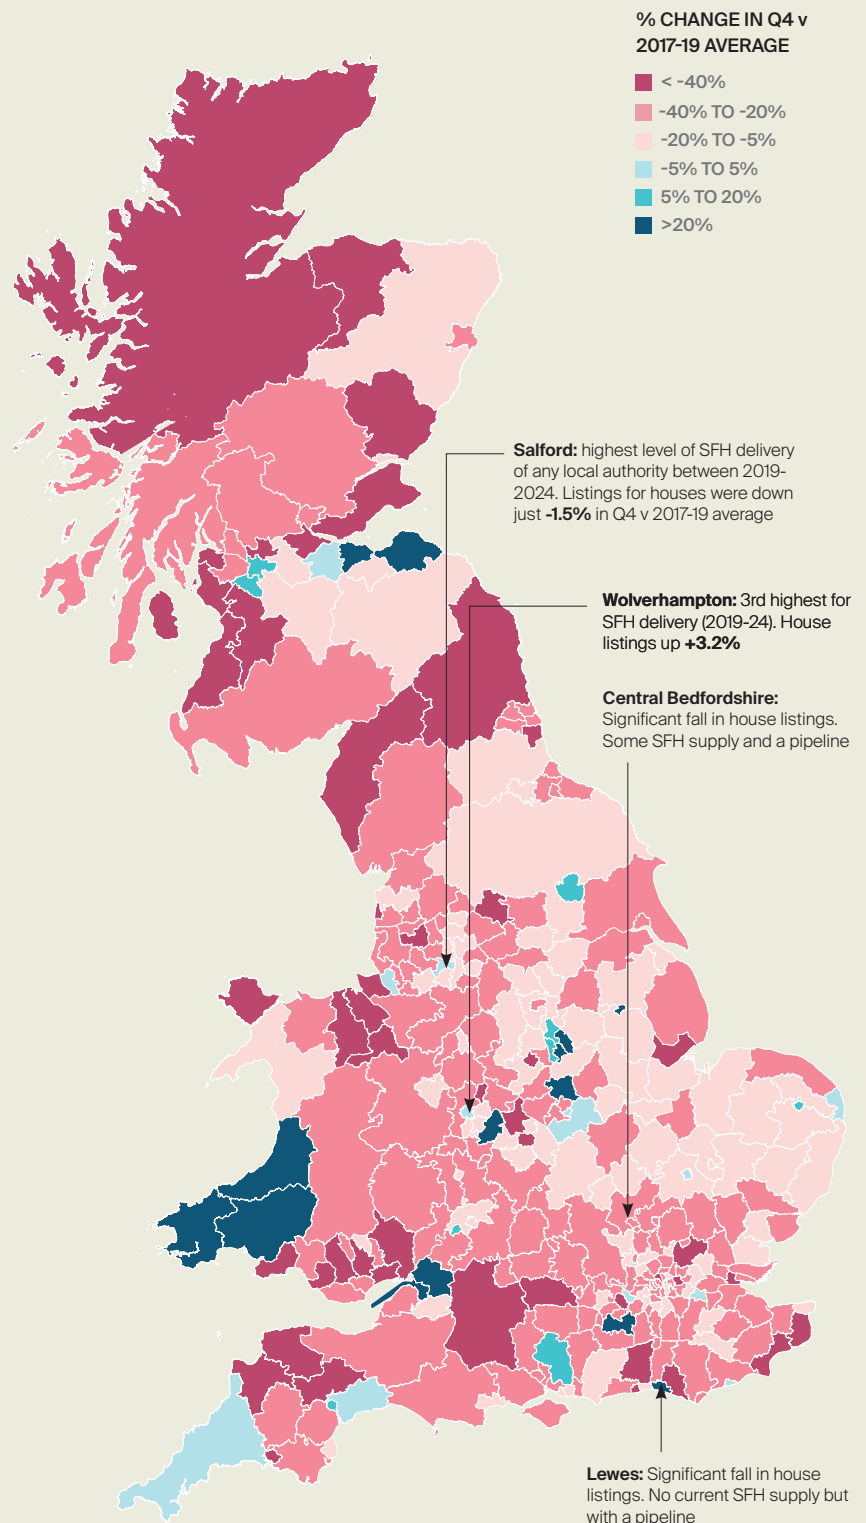 % CHANGE IN Q4 v
2017-19 AVERAGE
< -40%
-40% TO -20%
-20% TO -5%
-5% TO 5%
5% TO 20%
>20%
Salford: highest level of SFH delivery
of any local authority between 2019-
2024. Listings for houses were down
just -1.5% in Q4 v 2017-19 average
Wolverhampton: 3rd highest for
SFH delivery (2019-24). House
listings up +3.2%
Central Bedfordshire:
Significant fall in house listings.
Some SFH supply and a pipeline
Lewes: Significant fall in house
listings. No current SFH supply but
with a pipeline